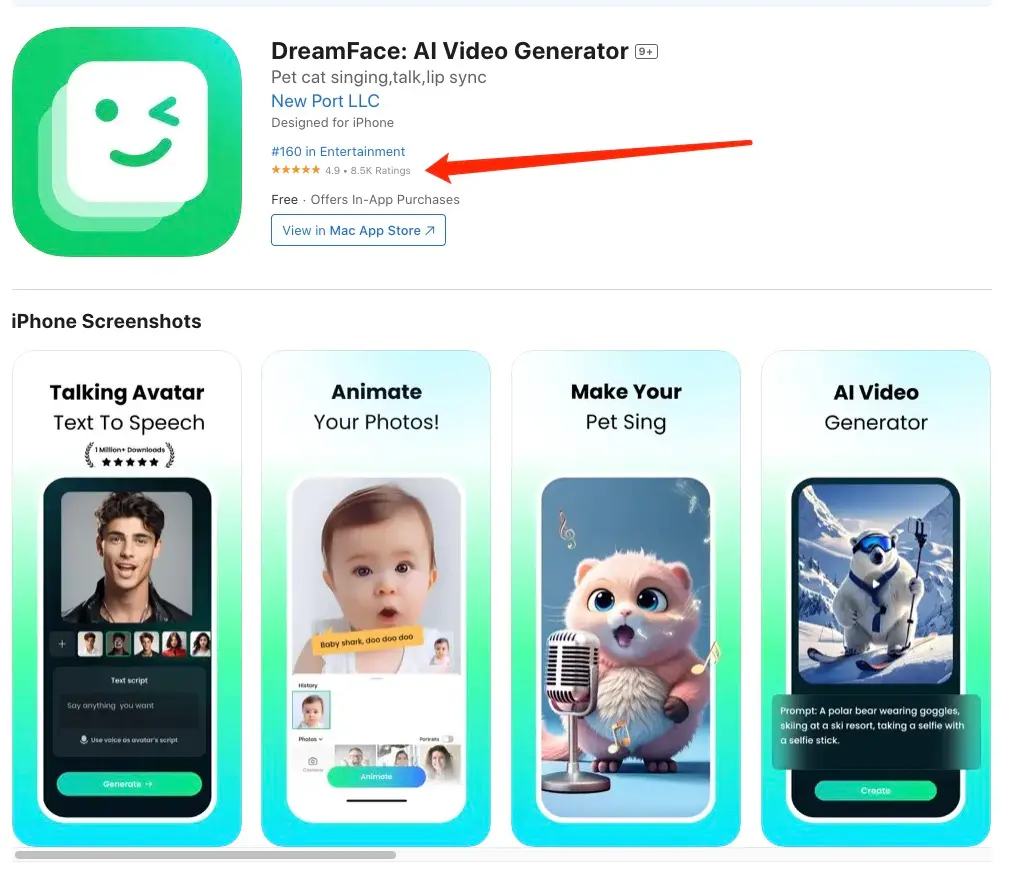 DreamFace: AI Video Generator 9+
Pet cat singing,talk,lip sync
New Port LLC
Designed for iPhone
#160 in Entertainment
★★★★★ 4.9 • 8.5K Ratings
Free · Offers In-App Purchases
View in Mac App Store ↗
iPhone Screenshots
Talking Avatar
Text To Speech
1 Million+ Downloads
★★★★★
Text script
Say anything you want
Use voice as avatar's script
Generate →
Animate
Your Photos!
Baby shark, doo doo doo
History
Photos
Portraits
Camera
Animate
Make Your
Pet Sing
AI Video
Generator
Prompt: A polar bear wearing goggles,
skiing at a ski resort, taking a selfie with
a selfie stick.
Create